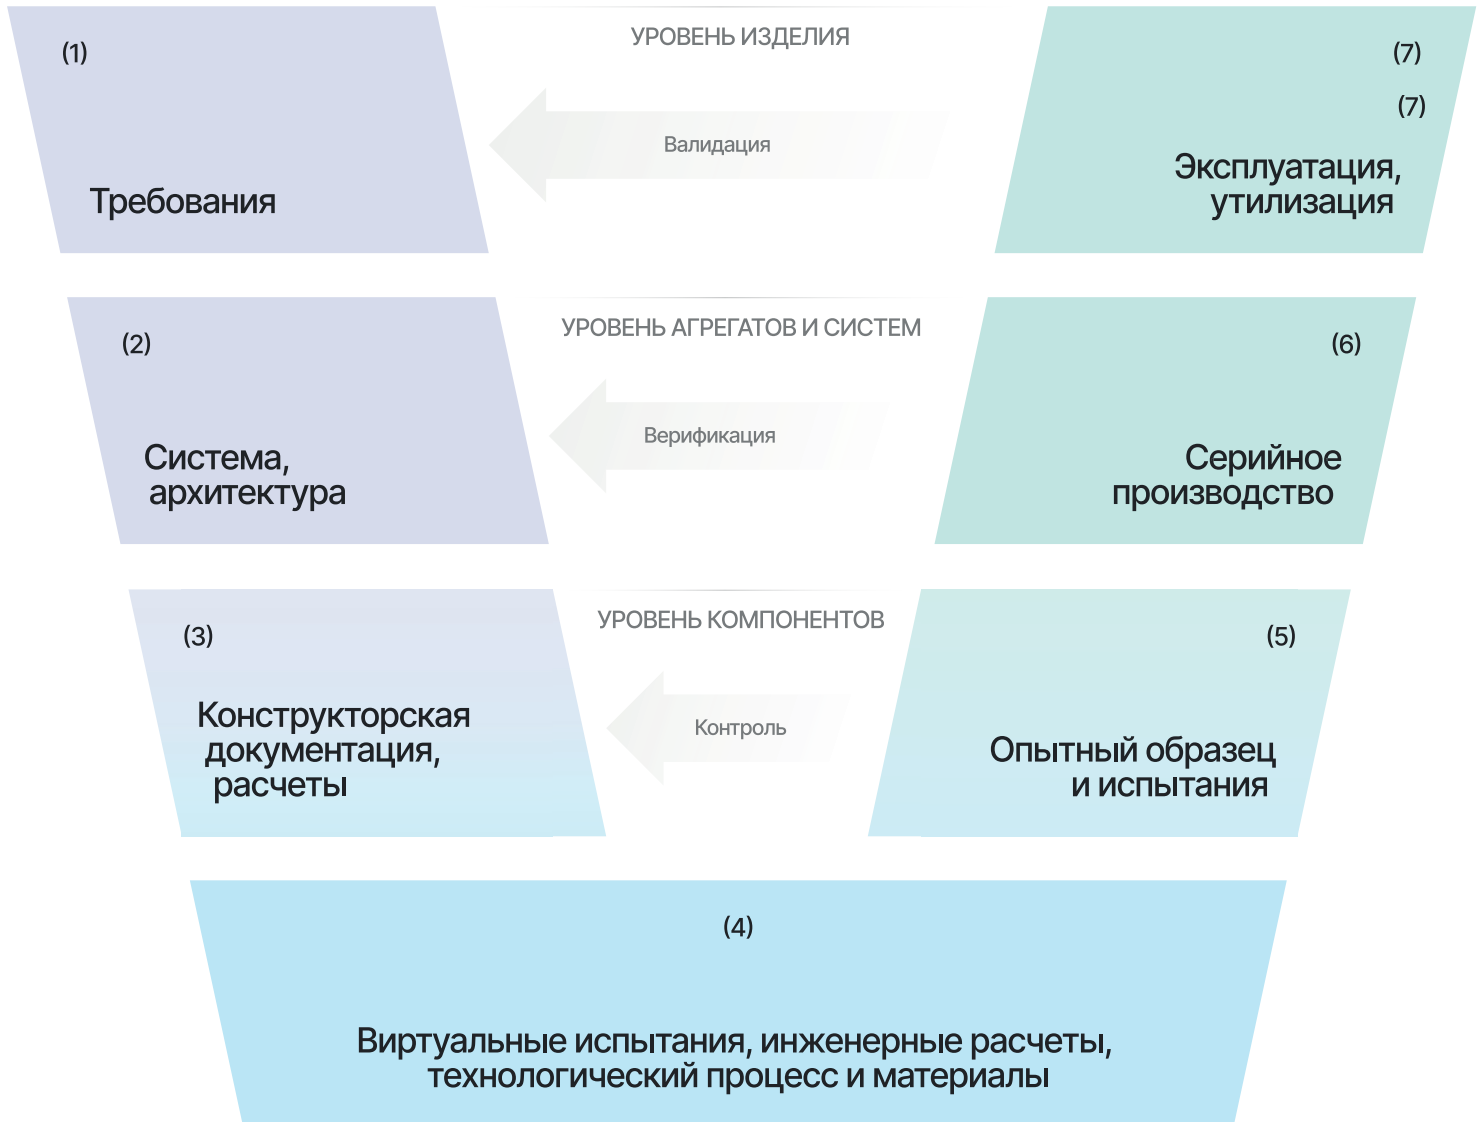 (1)
Требования
УРОВЕНЬ ИЗДЕЛИЯ
Валидация
(7)
(7)
Эксплуатация,
утилизация
(2)
Система,
архитектура
УРОВЕНЬ АГРЕГАТОВ И СИСТЕМ
Верификация
(6)
Серийное
производство
(3)
Конструкторская
документация,
расчеты
УРОВЕНЬ КОМПОНЕНТОВ
Контроль
(5)
Опытный образец
и испытания
(4)
Виртуальные испытания, инженерные расчеты,
технологический процесс и материалы